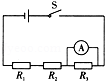 S
A
R₁ R₂ R₃